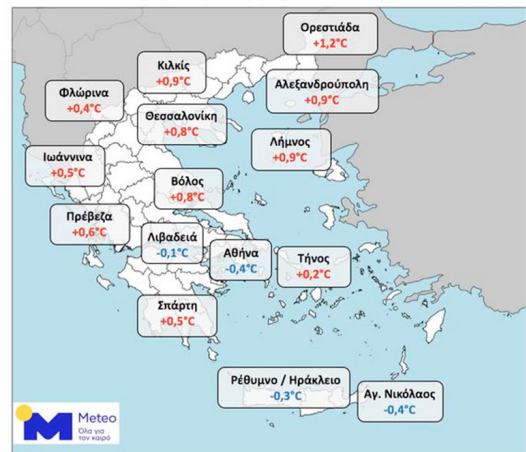 Ορεστιάδα
+1,2°C
Κιλκίς
+0,9°C
Αλεξανδρούπολη
+0,9°C
Φλώρινα
+0,4°C
Θεσσαλονίκη
+0,8°C
Λήμνος
+0,9°C
Ιωάννινα
+0,5°C
Βόλος
+0,8°C
Πρέβεζα
+0,6°C
Λιβαδειά
-0,1°C
Αθήνα
-0,4°C
Τήνος
+0,2°C
Σπάρτη
+0,5°C
Ρέθυμνο / Ηράκλειο
-0,3°C
Αγ. Νικόλαος
-0,4°C
Meteo
Όλα για
τον καιρό